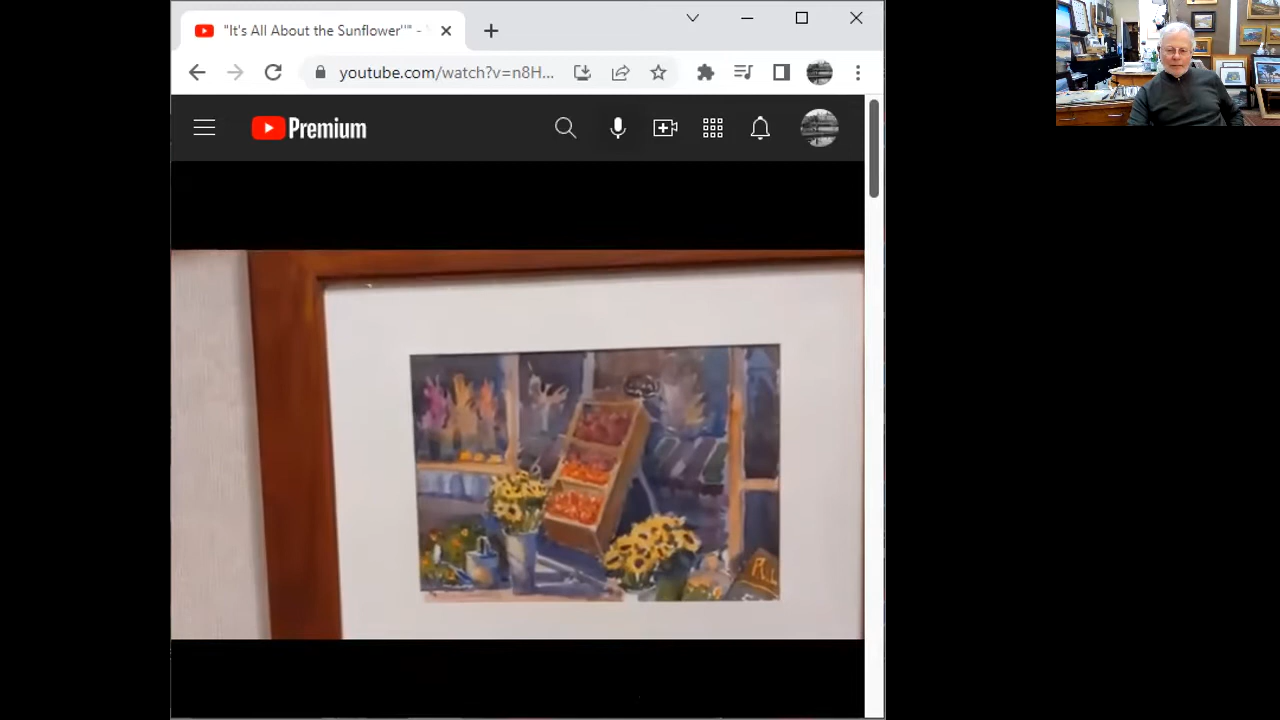 "It's All About the Sunflower'"' -
youtube.com/watch?v=n8H...
Premium